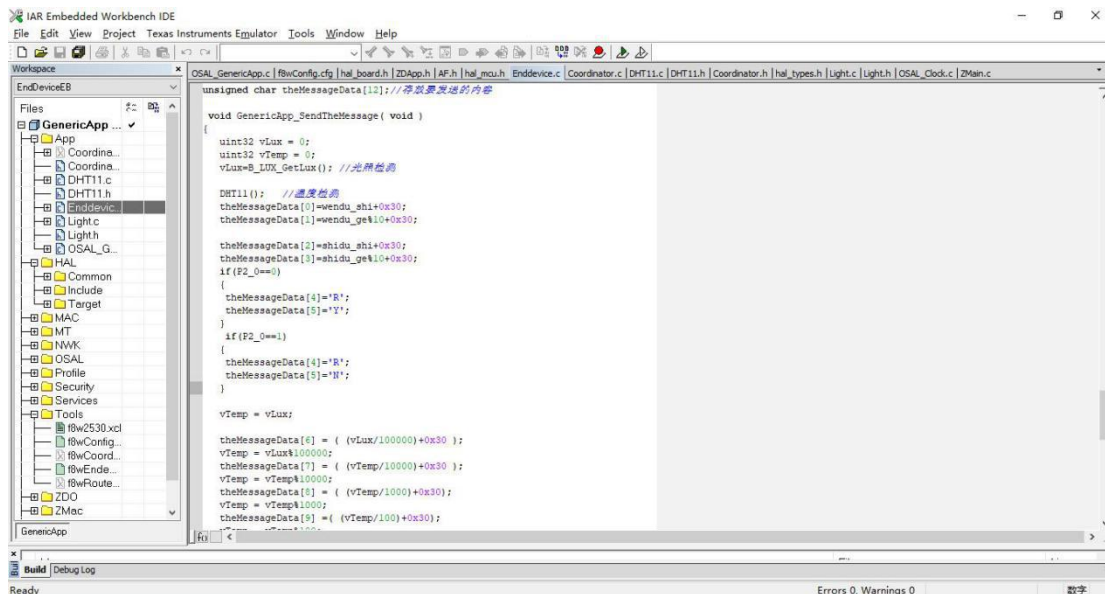 IAR Embedded Workbench IDE
File Edit View Project Texas Instruments Emulator Tools Window Help
Workspace
OSAL_GenericApp.c | f8wConfig.cfg | hal_board.h | ZDApp.h | AF.h | hal_mcu.h | Enddevice.c | Coordinator.c | DHT11.c | DHT11.h | Coordinator.h | hal_types.h | Light.c | Light.h | OSAL_Clock.c | ZMain.c
EndDeviceEB
Files
GenericApp ...
App
Coordina...
Coordina...
DHT11.c
DHT11.h
Enddevic...
Light.c
Light.h
OSAL_G...
HAL
Common
Include
Target
MAC
MT
NWK
OSAL
Profile
Security
Services
Tools
f8w2530.xcl
f8wConfig...
f8wCoord...
f8wEnde...
f8wRoute...
ZDO
ZMac
GenericApp
unsigned char theMessageData[12];//存放要发送的内容
void GenericApp_SendTheMessage( void )
{
uint32 vLux = 0;
uint32 vTemp = 0;
vLux=B_LUX_GetLux(); //光照检测
DHT11(); //温度检测
theMessageData[0]=wendu_shi+0x30;
theMessageData[1]=wendu_ge%10+0x30;
theMessageData[2]=shidu_shi+0x30;
theMessageData[3]=shidu_ge%10+0x30;
if(P2_0==0)
{
theMessageData[4]='R';
theMessageData[5]='Y';
}
if(P2_0==1)
{
theMessageData[4]='R';
theMessageData[5]='N';
}
vTemp = vLux;
theMessageData[6] = ( (vLux/100000)+0x30 );
vTemp = vLux%100000;
theMessageData[7] = ( (vTemp/10000)+0x30 );
vTemp = vTemp%10000;
theMessageData[8] = ( (vTemp/1000)+0x30);
vTemp = vTemp%1000;
theMessageData[9] =( (vTemp/100)+0x30);
f()
Build Debug Log
Ready
Errors 0, Warnings 0
数字